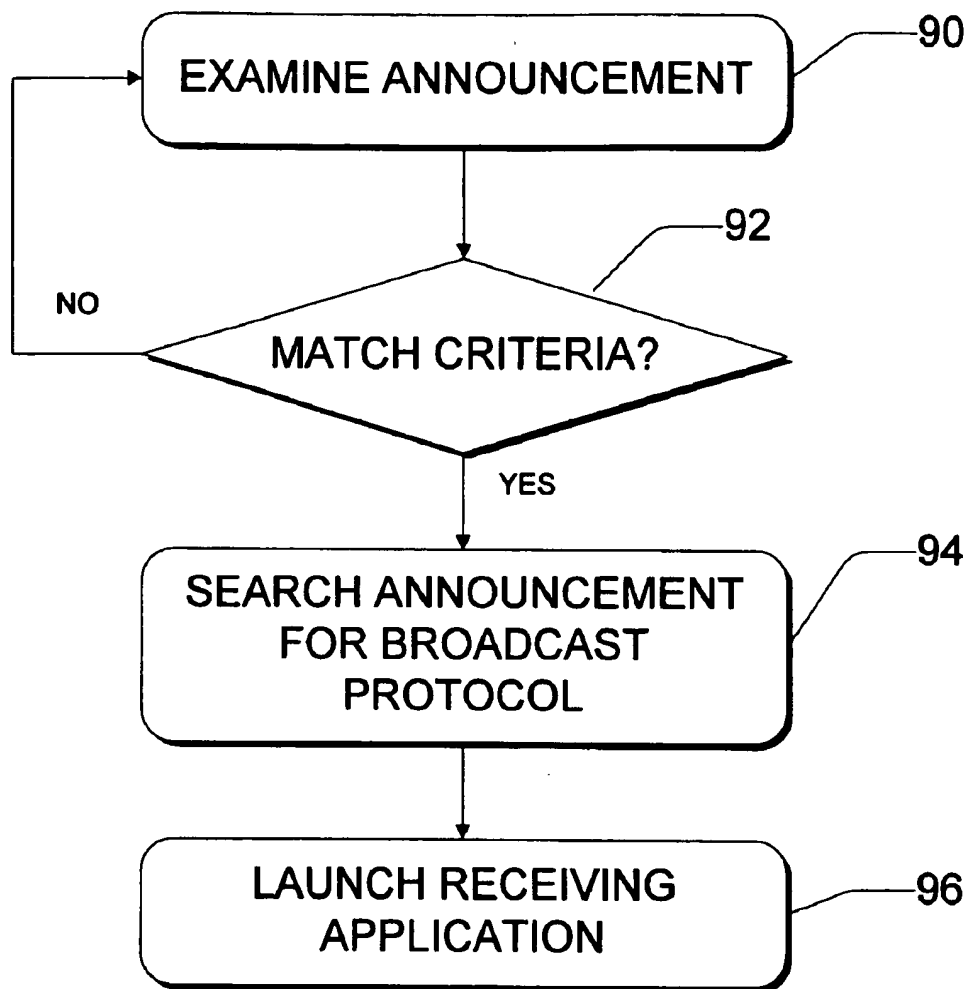 90
EXAMINE ANNOUNCEMENT
92
NO
MATCH CRITERIA?
YES
94
SEARCH ANNOUNCEMENT
FOR BROADCAST
PROTOCOL
LAUNCH RECEIVING
APPLICATION
96